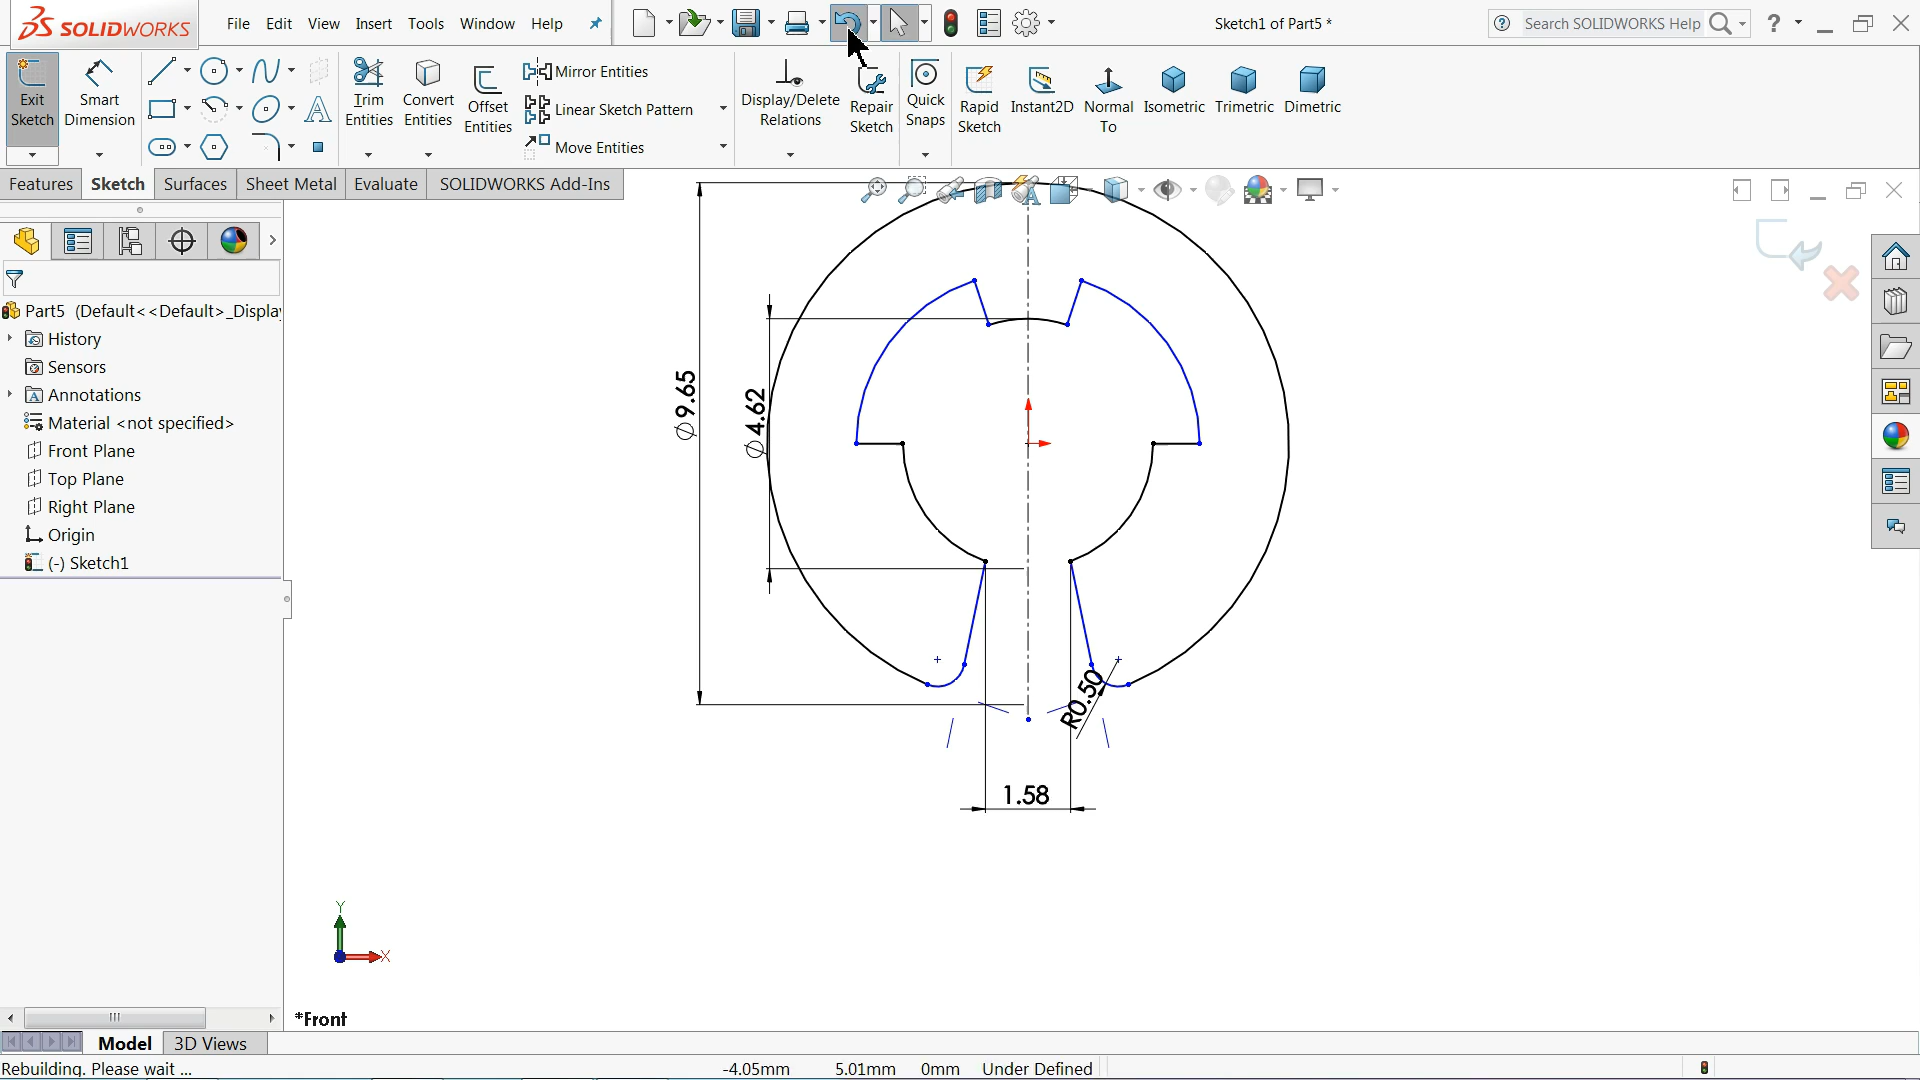 SOLIDWORKS File Edit View Insert Tools Window Help Sketch1 of Part5 * Search SOLIDWORKS Help ?
Exit Sketch
Smart Dimension
Trim Entities
Convert Entities
Offset Entities
Mirror Entities
Linear Sketch Pattern
Move Entities
Display/Delete Relations
Repair Sketch
Quick Snaps
Rapid Sketch
Instant2D
Normal To
Isometric
Trimetric
Dimetric
Features Sketch Surfaces Sheet Metal Evaluate SOLIDWORKS Add-Ins
Part5 (Default<<Default>_Displa
History
Sensors
Annotations
Material <not specified>
Front Plane
Top Plane
Right Plane
Origin
(-) Sketch1
∅ 9.65
∅ 4.62
R0.50
1.58
Y
X
*Front
Model 3D Views
Rebuilding. Please wait ... -4.05mm 5.01mm 0mm Under Defined